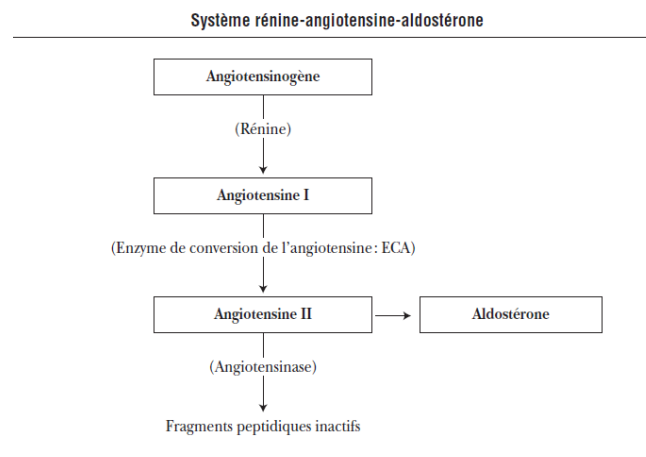 Système rénine-angiotensine-aldostérone
Angiotensinogène
(Rénine)
Angiotensine I
(Enzyme de conversion de l'angiotensine : ECA)
Angiotensine II
Aldostérone
(Angiotensinase)
Fragments peptidiques inactifs